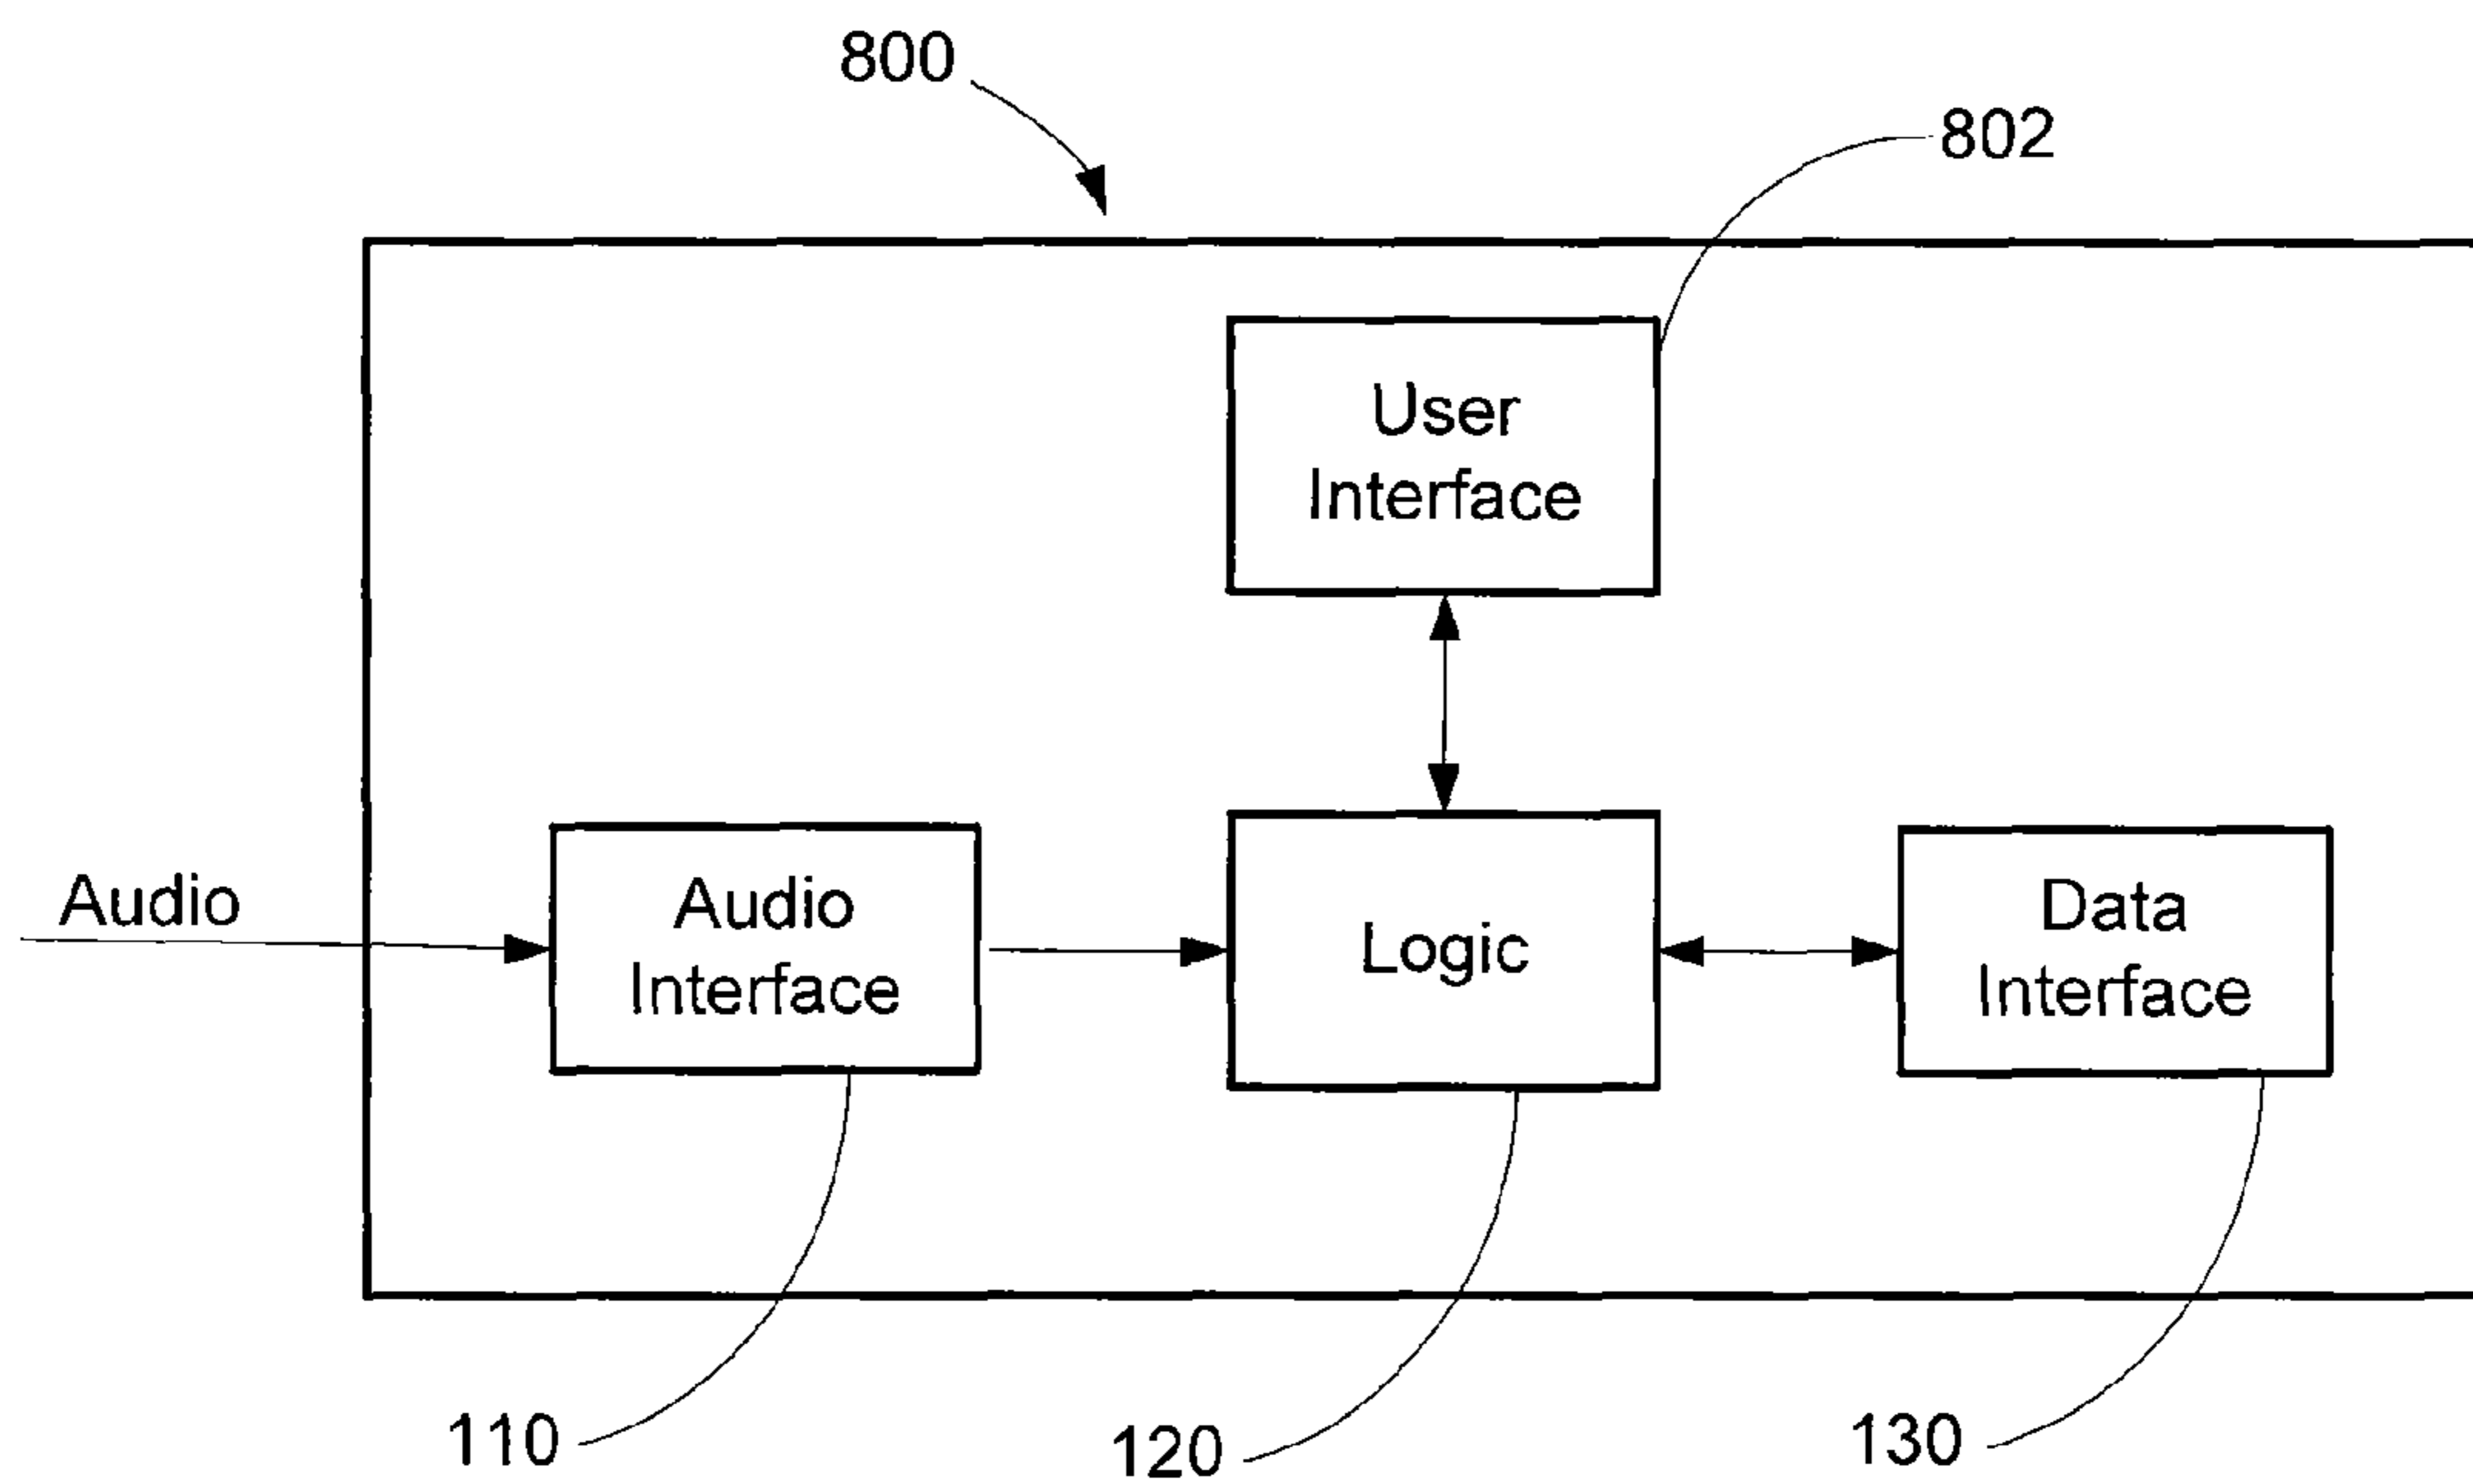 800
802
User
Interface
Audio
Audio
Interface
Logic
Data
Interface
110
120
130